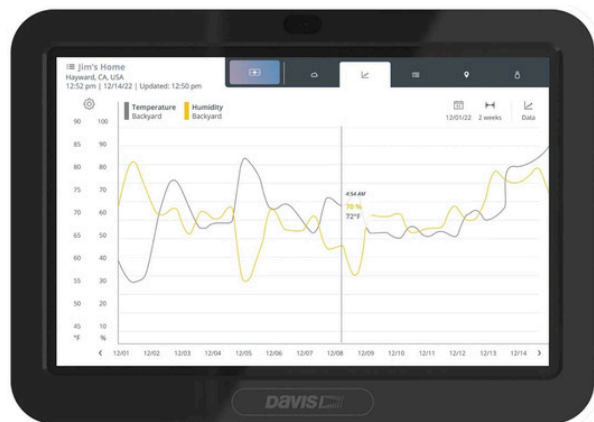 Jim's Home
Hayward, CA, USA
12:52 pm | 12/14/22 | Updated: 12:50 pm
Temperature
Backyard
Humidity
Backyard
12/01/22
2 weeks
Data
90 100
85 90
80 80
75 70
70 60
65 50
60 40
55 30
50 20
45 10
°F %
4:54 AM
70 %
72°F
12/01 12/02 12/03 12/04 12/05 12/06 12/07 12/08 12/09 12/10 12/11 12/12 12/13 12/14
DAVIS